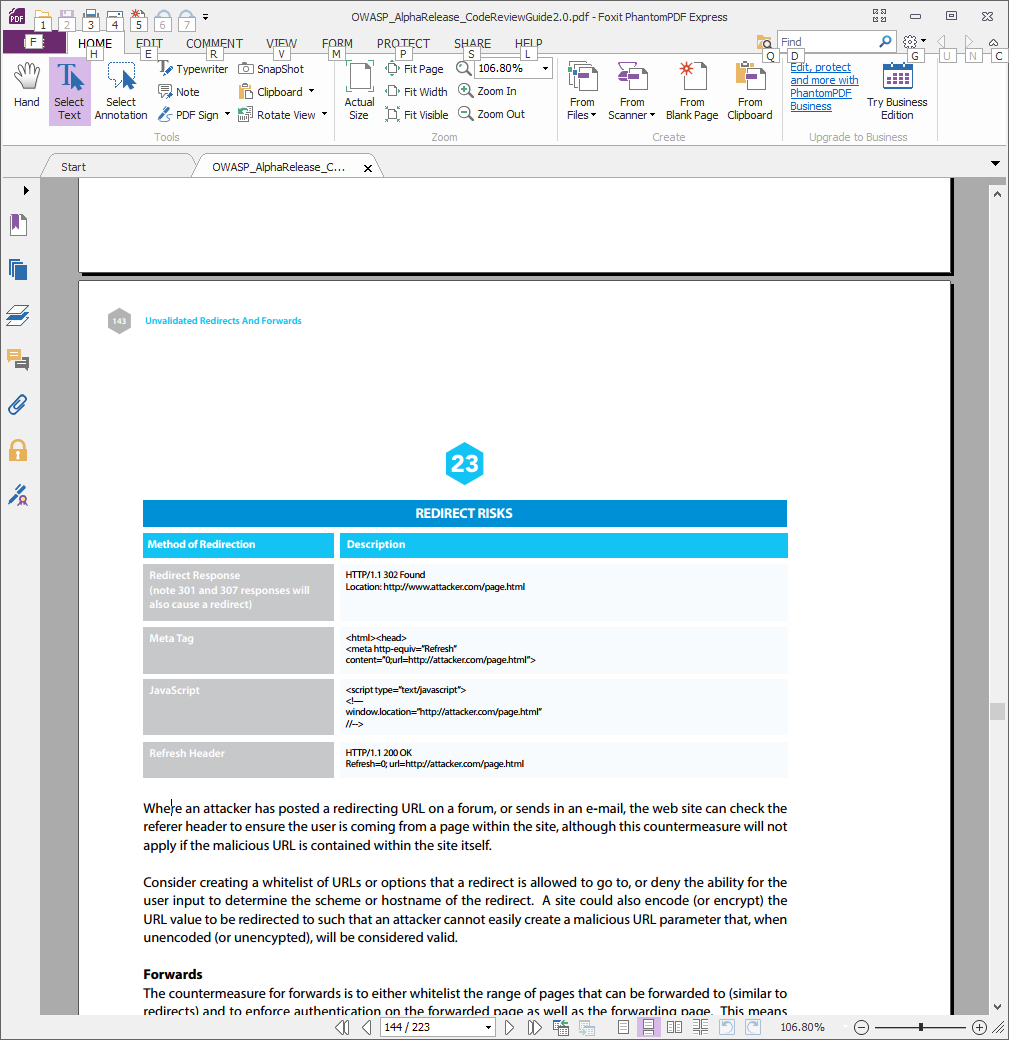 OWASP_AlphaRelease_CodeReviewGuide2.0.pdf - Foxit PhantomPDF Express
PDF
1 2 3 4 5 6 7
F HOME EDIT COMMENT VIEW FORM PROTECT SHARE HELP
Find
H E R V M P S L Q D G U N C
Hand
Select
Text
Select
Annotation
Typewriter
Note
PDF Sign
SnapShot
Clipboard
Rotate View
Tools
Actual
Size
Fit Page
Fit Width
Fit Visible
106.80%
Zoom In
Zoom Out
Zoom
From
Files
From
Scanner
From
Blank Page
From
Clipboard
Create
Edit, protect
and more with
PhantomPDF
Business
Try Business
Edition
Upgrade to Business
Start
OWASP_AlphaRelease_C...
143 Unvalidated Redirects And Forwards
23
REDIRECT RISKS
Method of Redirection Description
Redirect Response
(note 301 and 307 responses will
also cause a redirect)
HTTP/1.1 302 Found
Location: http://www.attacker.com/page.html
Meta Tag
<html><head>
<meta http-equiv=”Refresh”
content=”0;url=http://attacker.com/page.html”>
JavaScript
<script type=”text/javascript”>
<!—
window.location=”http://attacker.com/page.html”
//-->
Refresh Header
HTTP/1.1 200 OK
Refresh=0; url=http://attacker.com/page.html
Where an attacker has posted a redirecting URL on a forum, or sends in an e-mail, the web site can check the
referer header to ensure the user is coming from a page within the site, although this countermeasure will not
apply if the malicious URL is contained within the site itself.
Consider creating a whitelist of URLs or options that a redirect is allowed to go to, or deny the ability for the
user input to determine the scheme or hostname of the redirect. A site could also encode (or encrypt) the
URL value to be redirected to such that an attacker cannot easily create a malicious URL parameter that, when
unencoded (or unencypted), will be considered valid.
Forwards
The countermeasure for forwards is to either whitelist the range of pages that can be forwarded to (similar to
redirects) and to enforce authentication on the forwarded page as well as the forwarding page. This means
144 / 223
106.80%